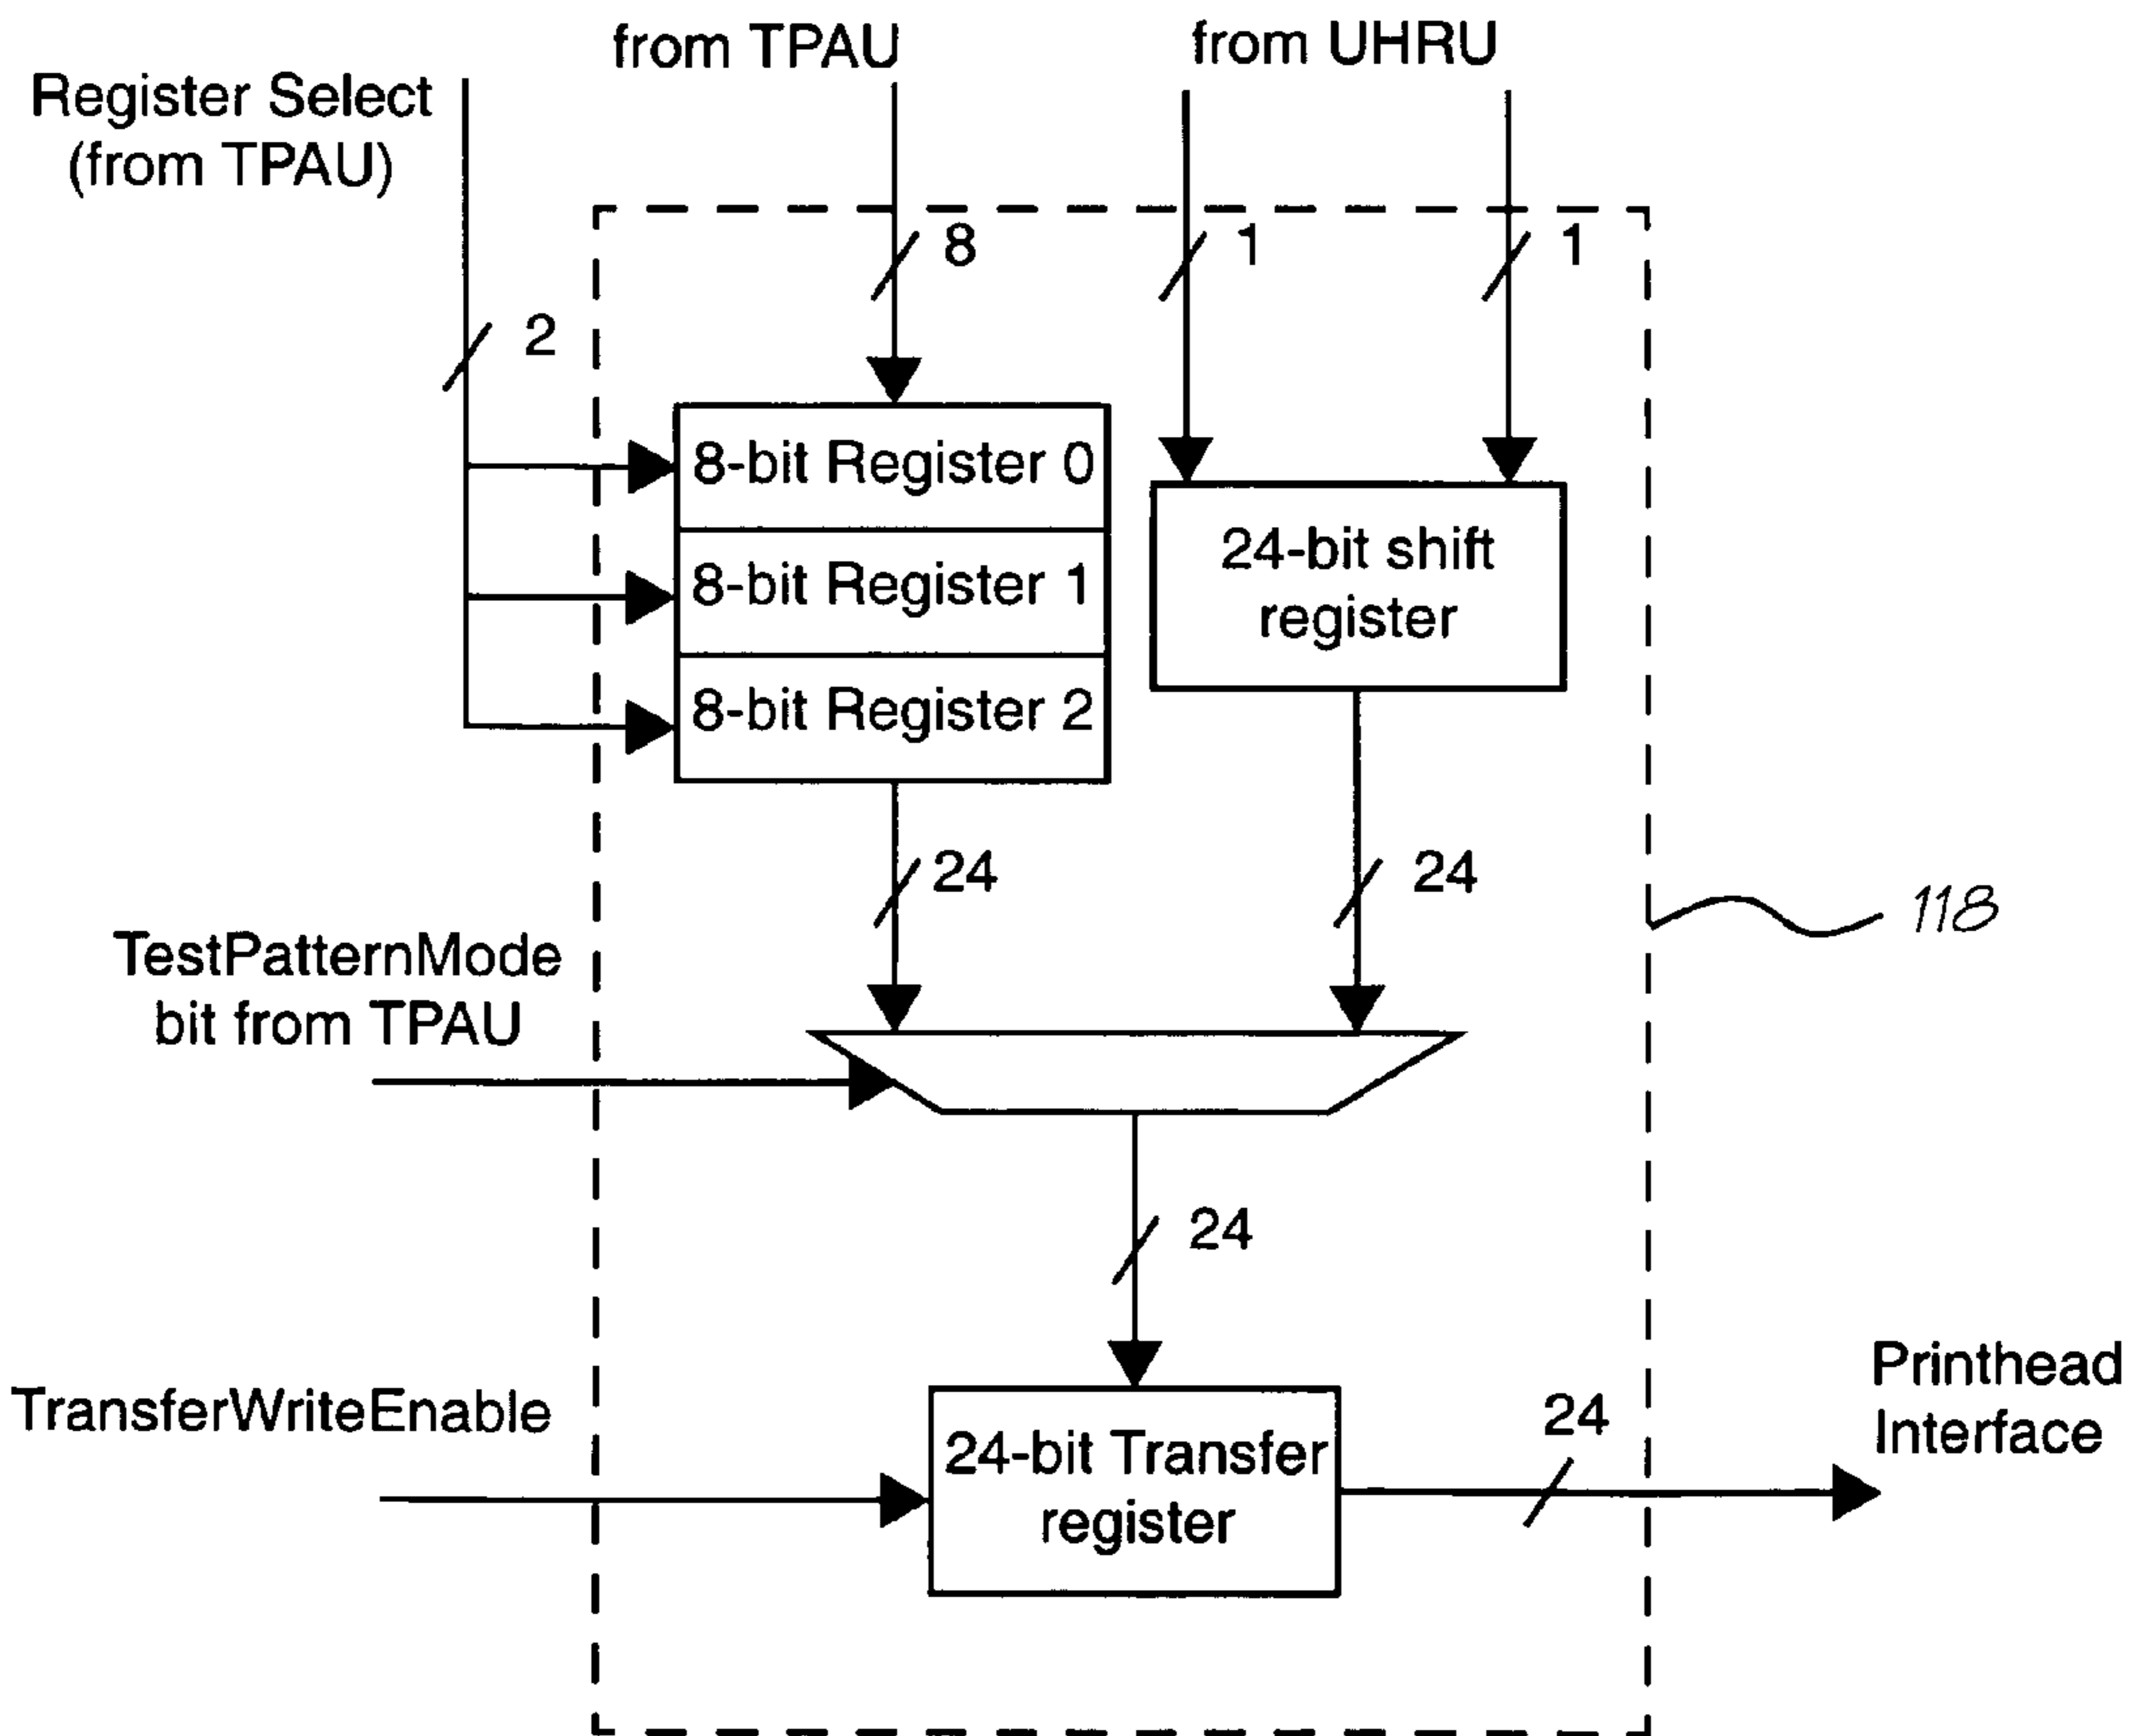 from TPAU
from UHRU
Register Select
(from TPAU)
8
1
1
2
8-bit Register 0
8-bit Register 1
8-bit Register 2
24-bit shift
register
24
24
118
TestPatternMode
bit from TPAU
24
TransferWriteEnable
24-bit Transfer
register
24
Printhead
Interface